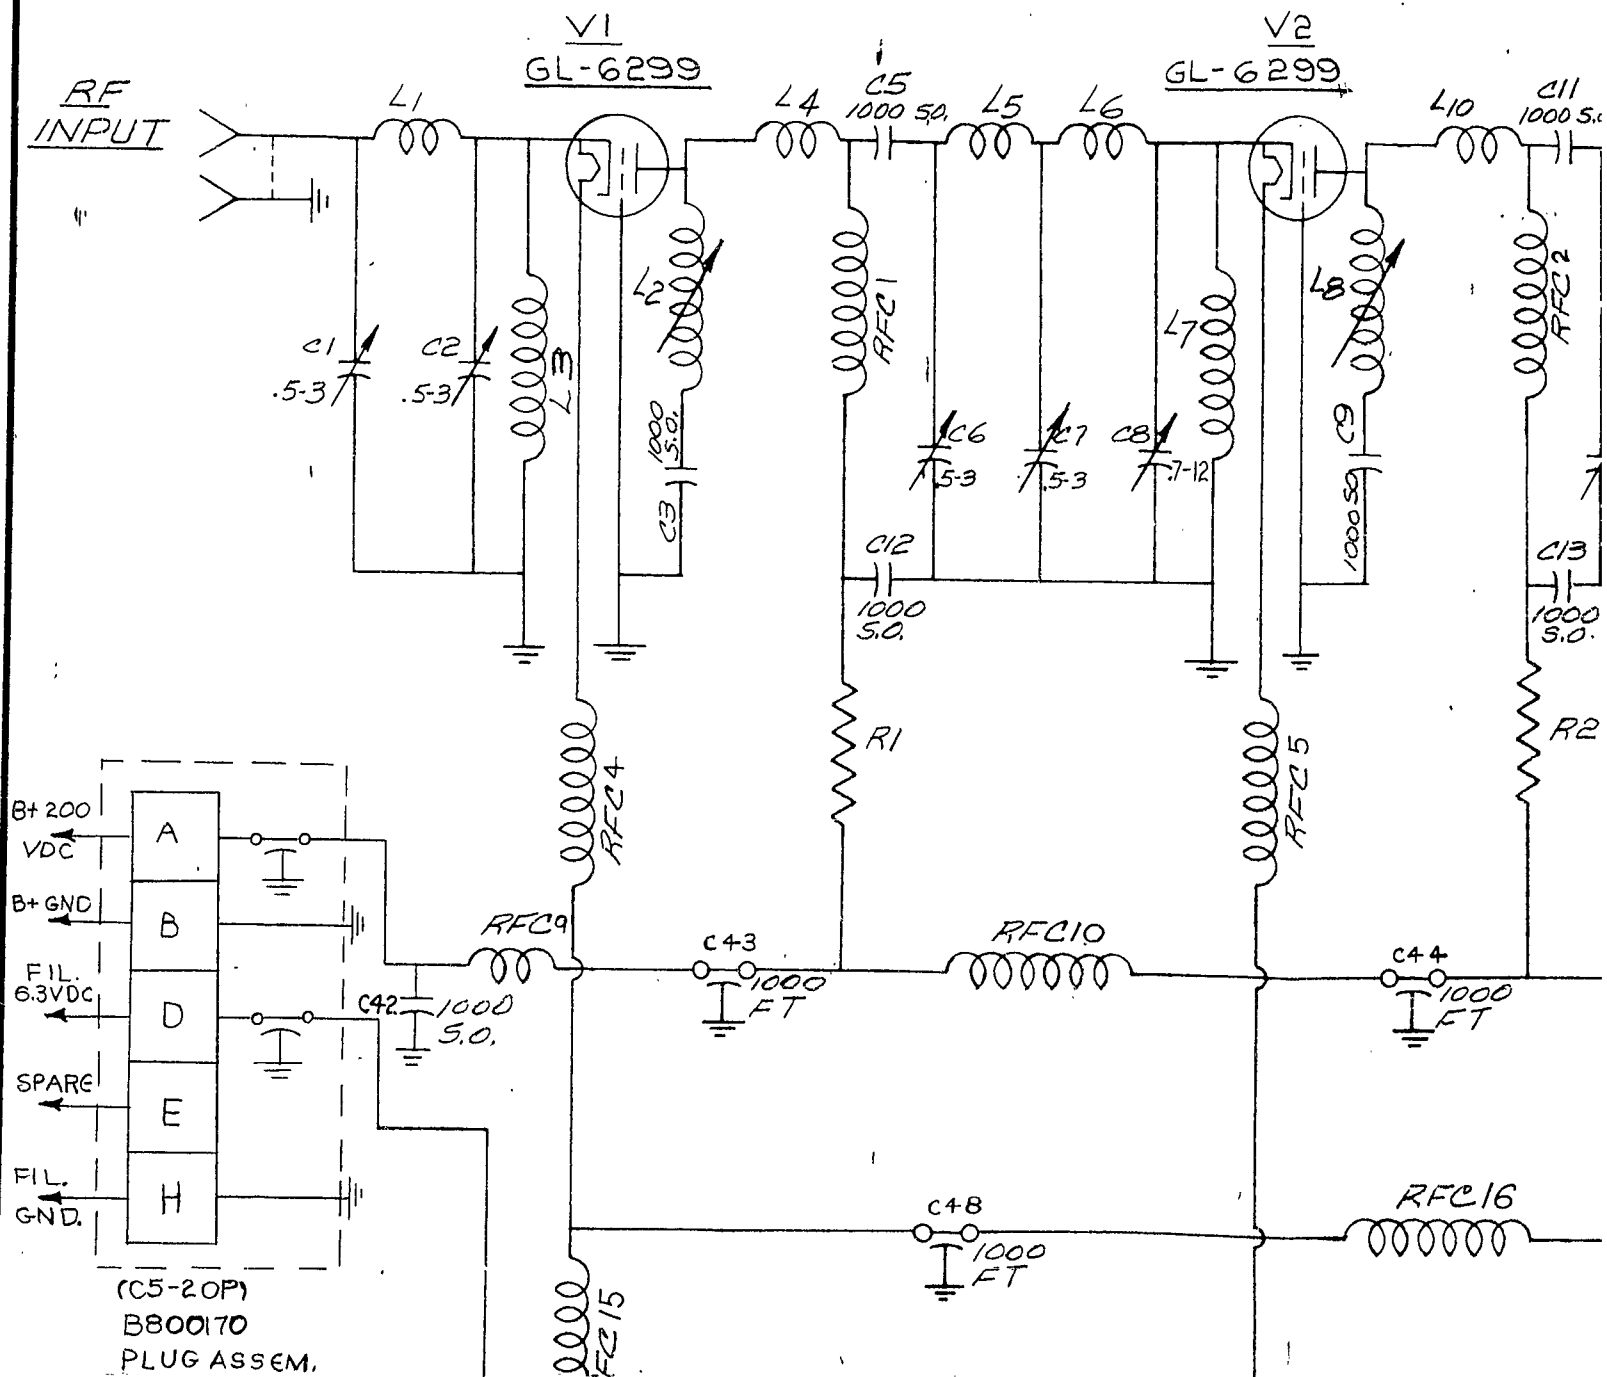 V1
GL-6299
V2
GL-6299
RF
INPUT
L1
L4
C5
1000 S.O.
L5
L6
L10
C11
1000 S.O
L2
RFC1
L8
RFC2
C1
.5-3
C2
.5-3
L3
L7
1000
S.O.
C3
C6
.5-3
C7
.5-3
C8
.7-12
C9
1000 SO
C12
1000
S.O.
C13
1000
S.O.
R1
R2
RFC4
RFC5
B+ 200
VDC
A
B+ GND
B
FIL.
6.3VDC
D
SPARE
E
FIL.
GND.
H
RFC9
C43
1000
FT
RFC10
C44
1000
FT
C42
1000
S.O.
C48
1000
FT
RFC16
FC15
(C5-20P)
B800170
PLUG ASSEM.